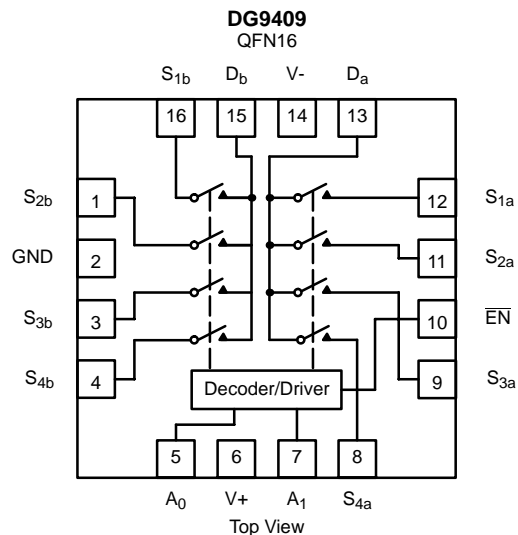 DG9409
QFN16
S1b Db V- Da
16 15 14 13
S2b 1 12 S1a
GND 2 11 S2a
S3b 3 10 E̅N̅
S4b 4 9 S3a
Decoder/Driver
5 6 7 8
A0 V+ A1 S4a
Top View